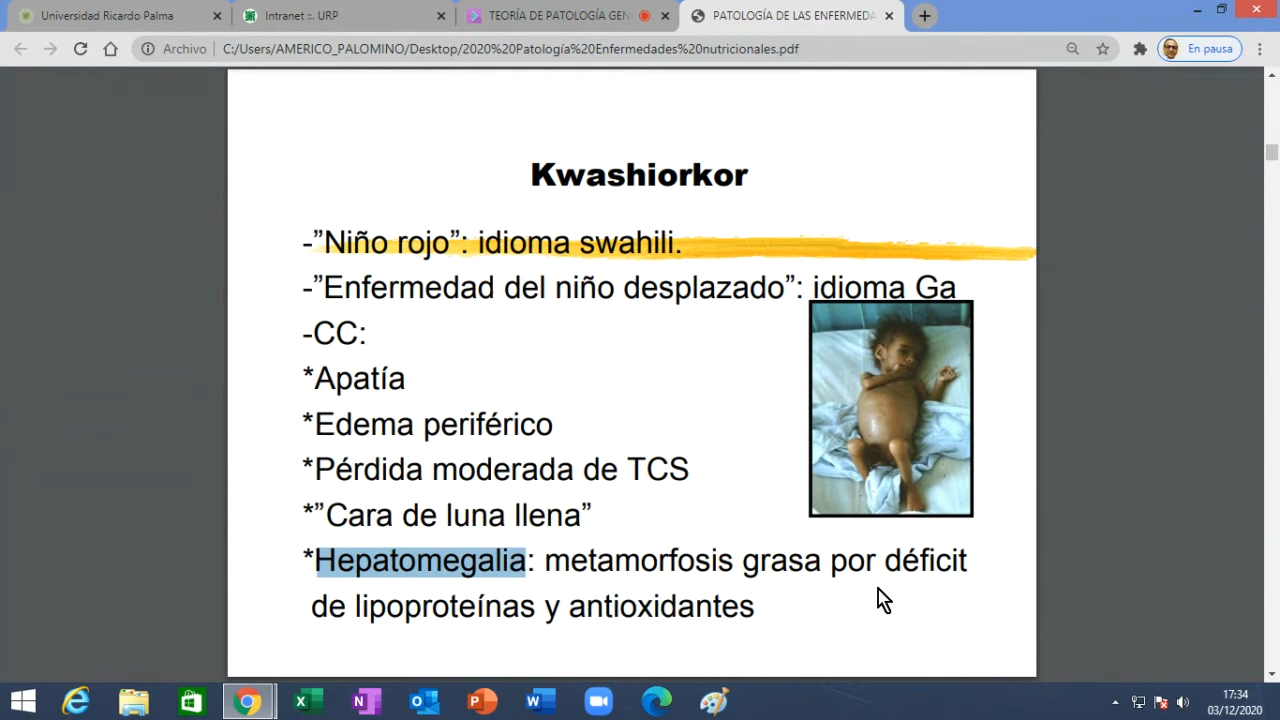 Universidad Ricardo Palma
Intranet ::. URP
TEORÍA DE PATOLOGÍA GEN
PATOLOGÍA DE LAS ENFERMEDA
Archivo
C:/Users/AMERICO_PALOMINO/Desktop/2020%20Patología%20Enfermedades%20nutricionales.pdf
En pausa
Kwashiorkor
-”Niño rojo”: idioma swahili.
-”Enfermedad del niño desplazado”: idioma Ga
-CC:
*Apatía
*Edema periférico
*Pérdida moderada de TCS
*”Cara de luna llena”
*Hepatomegalia: metamorfosis grasa por déficit
de lipoproteínas y antioxidantes
17:34
03/12/2020